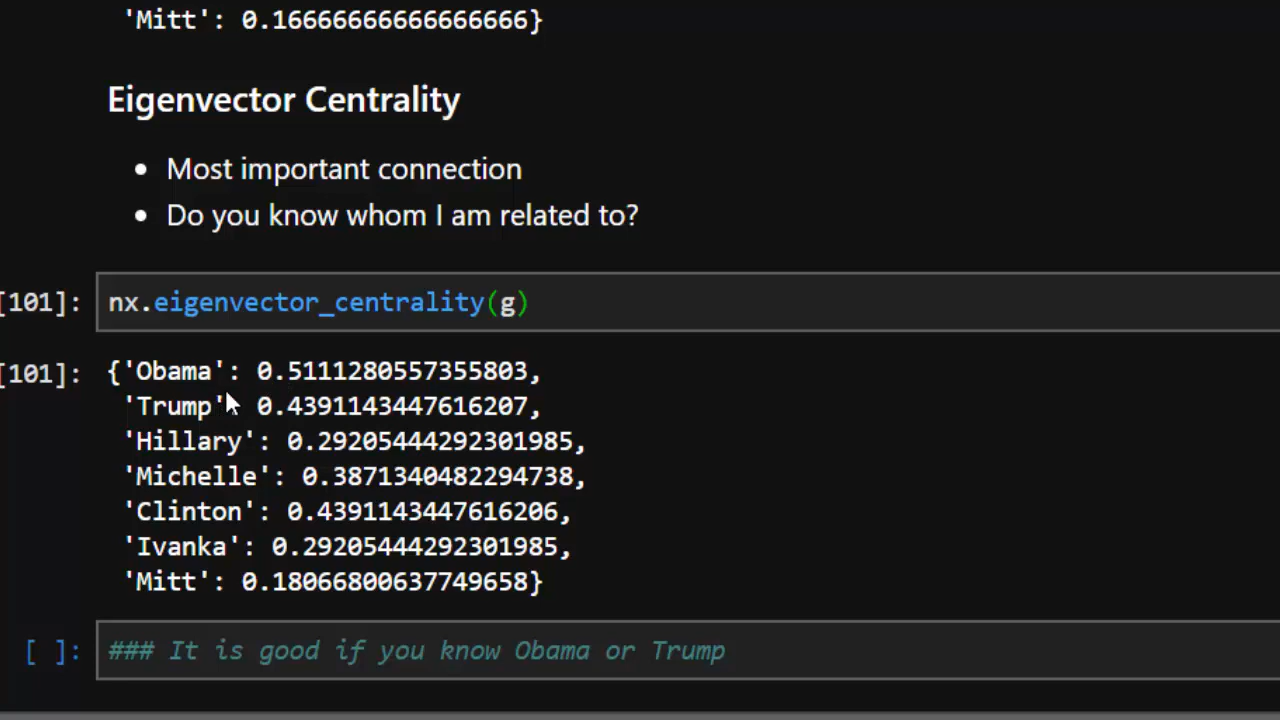 'Mitt': 0.16666666666666666}
Eigenvector Centrality
• Most important connection
• Do you know whom I am related to?
[101]: nx.eigenvector_centrality(g)
[101]: {'Obama': 0.5111280557355803,
'Trump': 0.4391143447616207,
'Hillary': 0.29205444292301985,
'Michelle': 0.3871340482294738,
'Clinton': 0.4391143447616206,
'Ivanka': 0.29205444292301985,
'Mitt': 0.18066800637749658}
[ ]: ### It is good if you know Obama or Trump